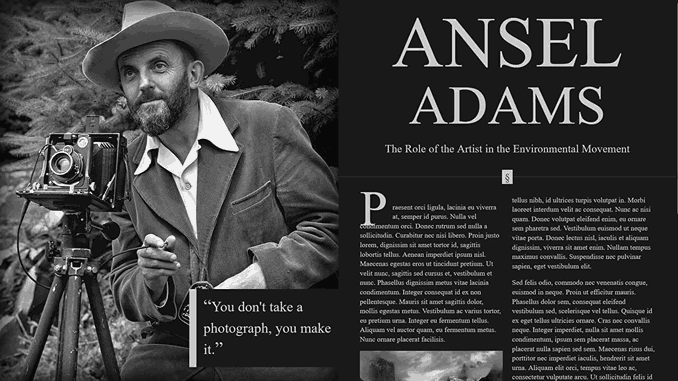 ANSEL
ADAMS
The Role of the Artist in the Environmental Movement
§
Praesent orci ligula, lacinia eu viverra
at, semper id purus. Nulla vel
condimentum orci. Donec rutrum sed nulla a
sollicitudin. Curabitur nec nisi libero. Proin justo
lorem, dignissim sit amet tortor id, sagittis
lobortis tellus. Aenean imperdiet ipsum nisl.
Maecenas egestas eros ut tincidunt pretium. Ut
velit nunc, sagittis sed cursus et, vestibulum et
nunc. Phasellus dignissim metus vitae lacinia
condimentum. Integer consequat id ex non
pellentesque. Mauris sit amet sagittis dolor,
mollis egestas metus. Vestibulum ac varius tortor,
eu pretium urna. Integer eu fermentum tellus.
Aliquam vel auctor quam, eu fermentum metus.
Nunc ornare placerat facilisis.
tellus nibh, id ultrices turpis volutpat in. Morbi
laoreet interdum velit ac consequat. Nunc ac nisi
quam. Donec volutpat eleifend enim, eu ornare
sem pharetra sed. Vestibulum euismod ut neque
vitae porta. Donec lectus nisl, iaculis et aliquam
dignissim, viverra sit amet enim. Nullam tempus
maximus convallis. Suspendisse nec pulvinar
sapien, eget vestibulum elit.
Sed felis odio, commodo nec venenatis congue,
euismod in neque. Proin ut efficitur mauris.
Phasellus dolor sem, consequat eleifend
vestibulum sed, scelerisque vel tellus. Quisque id
ex eget tellus ultricies ornare. Cras nec convallis
neque. Integer imperdiet, nulla sit amet mollis
condimentum, ipsum sem placerat massa, ac
placerat nulla sapien sed sem. Maecenas risus dui,
porttitor nec imperdiet iaculis, hendrerit sit amet
urna. Aliquam elit orci, tempus vitae leo ac,
consectetur vulputate dui. Ut sollicitudin felis id
“You don't take a
photograph, you make
it.”